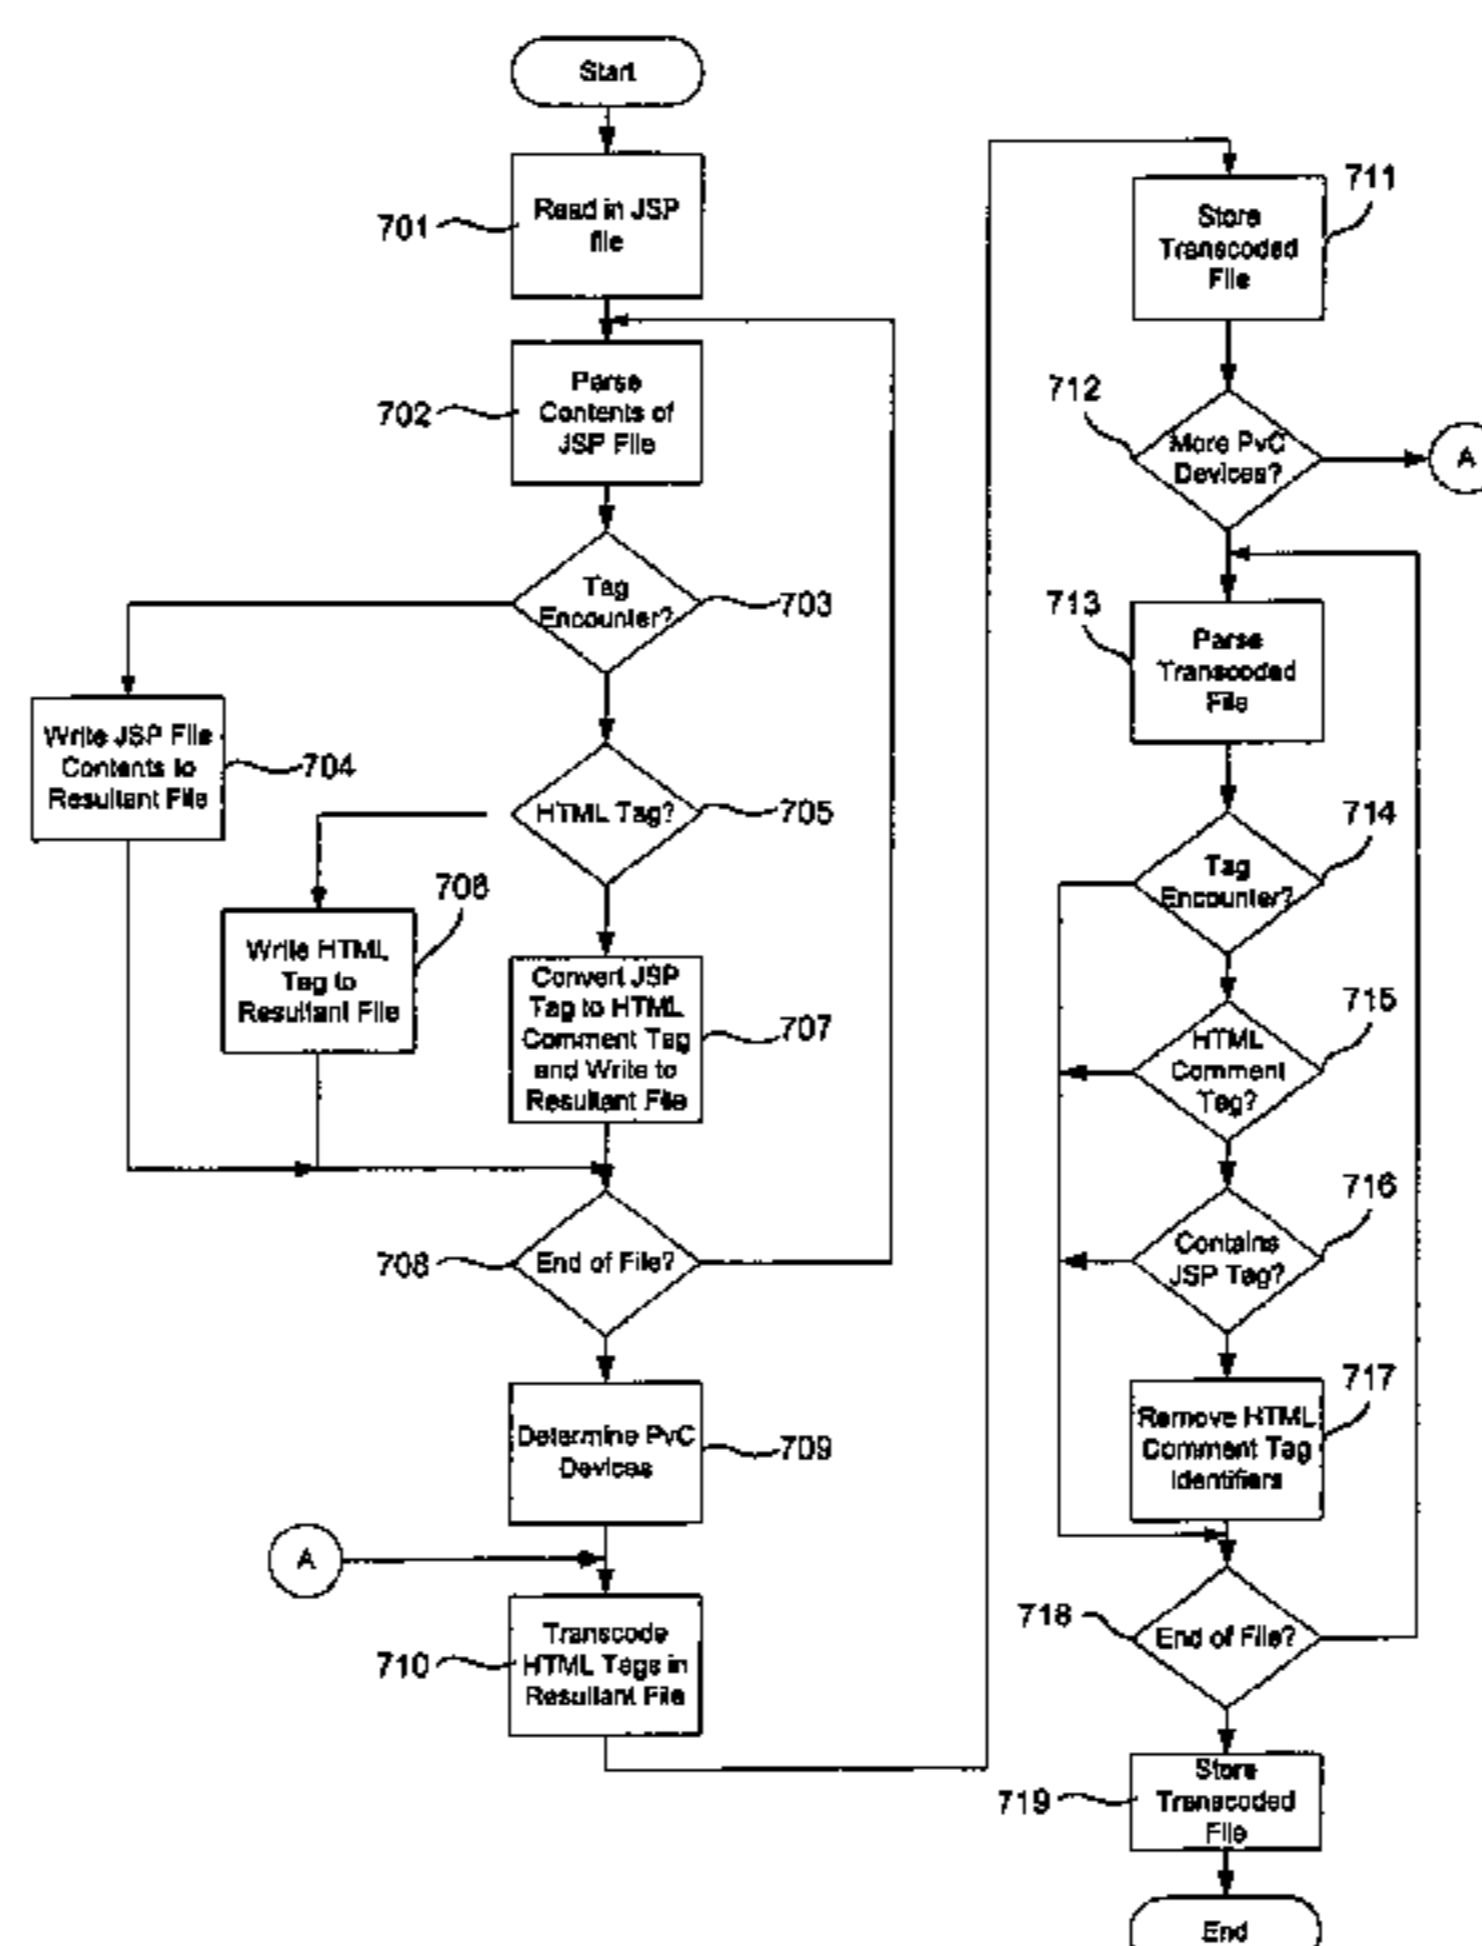 Start
701
Read in JSP
file
702
Parse
Contents of
JSP File
Tag
Encounter?
703
Write JSP File
Contents to
Resultant File
704
HTML Tag?
705
706
Write HTML
Tag to
Resultant File
Convert JSP
Tag to HTML
Comment Tag
and Write to
Resultant File
707
708
End of File?
Determine PvC
Devices
709
A
710
Transcode
HTML Tags in
Resultant File
711
Store
Transcoded
File
712
More PvC
Devices?
A
713
Parse
Transcoded
File
714
Tag
Encounter?
715
HTML
Comment
Tag?
716
Contains
JSP Tag?
717
Remove HTML
Comment Tag
Identifiers
718
End of File?
719
Store
Transcoded
File
End